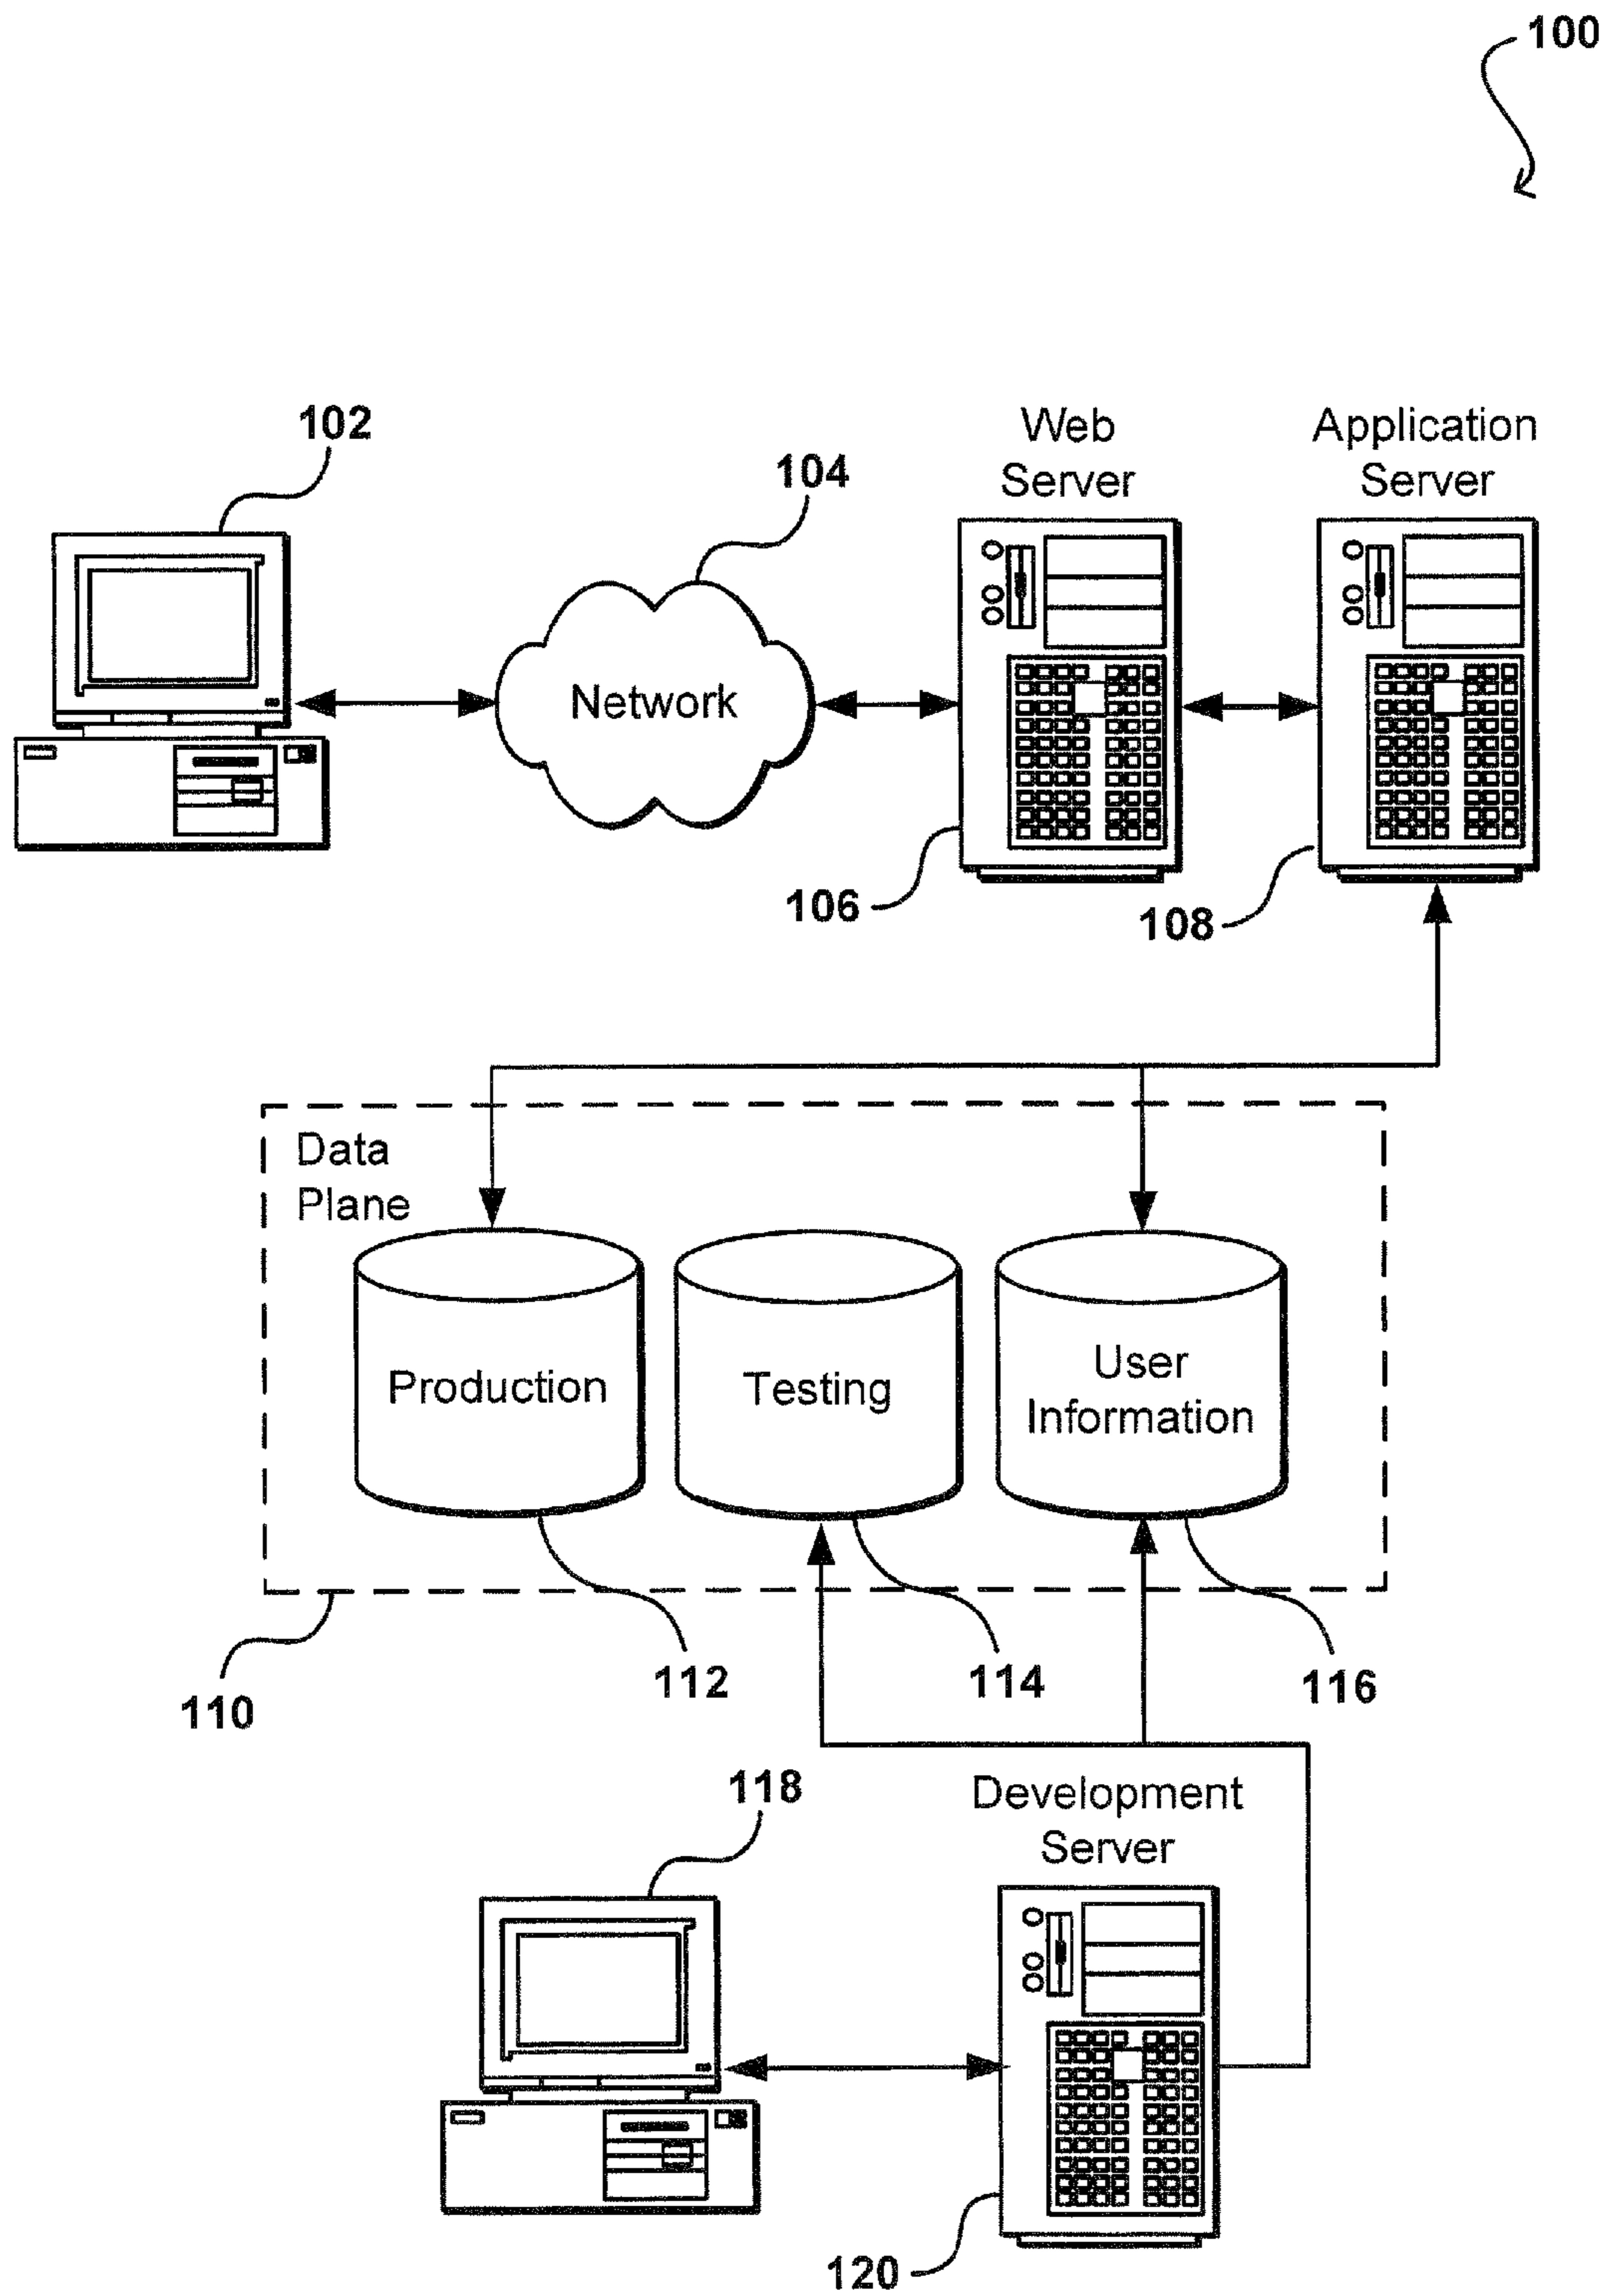 100
102
104
Web
Server
Application
Server
Network
106
108
Data
Plane
Production
Testing
User
Information
110
112
114
116
118
Development
Server
120